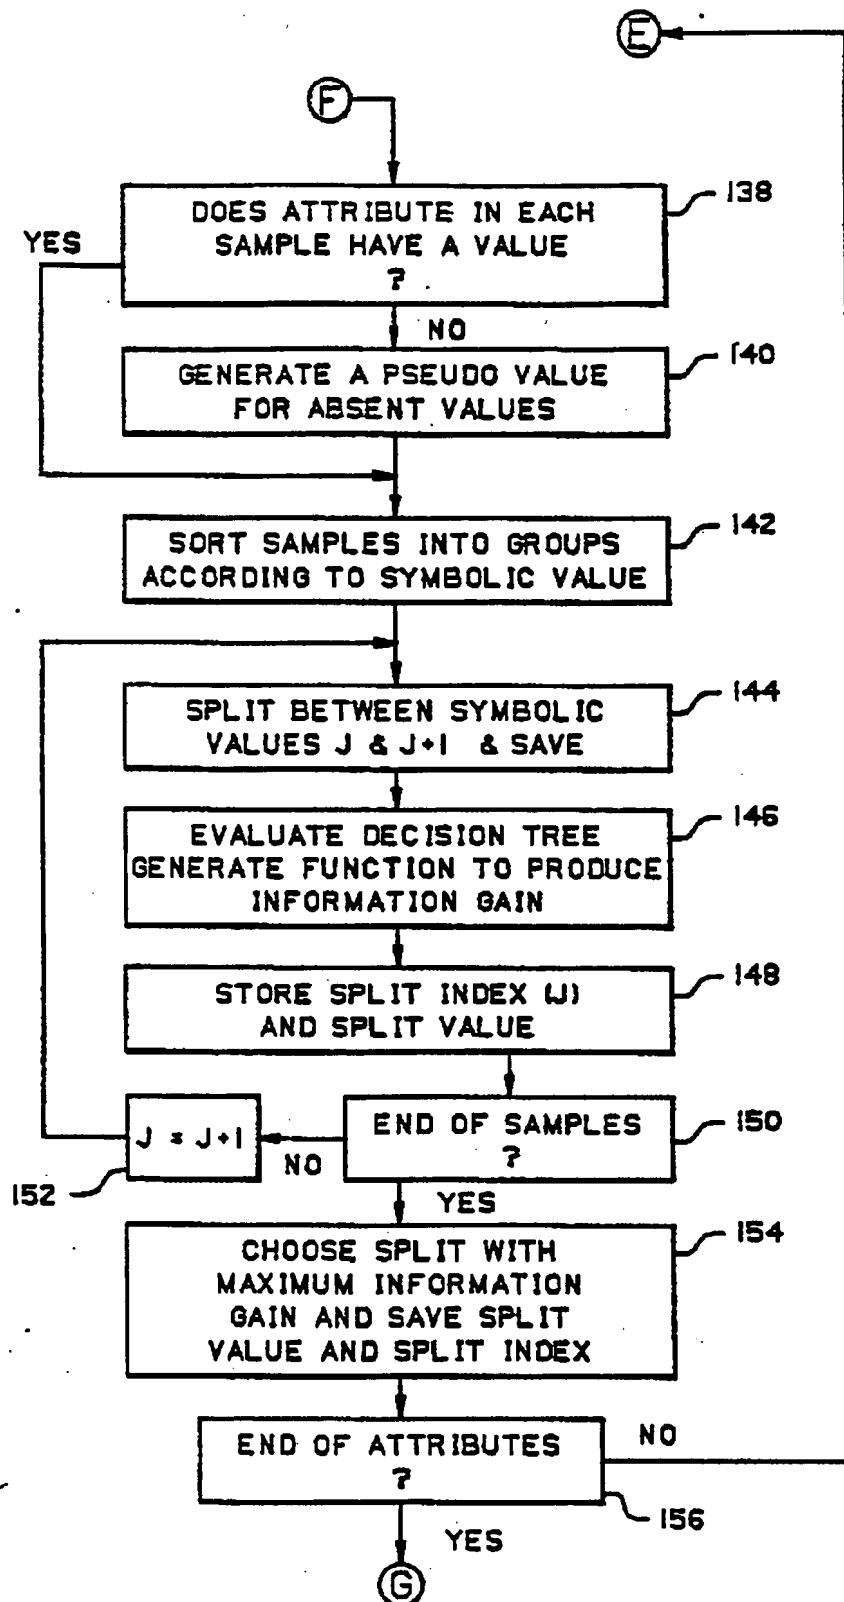 E
F
DOES ATTRIBUTE IN EACH
SAMPLE HAVE A VALUE
?
138
YES
NO
GENERATE A PSEUDO VALUE
FOR ABSENT VALUES
140
SORT SAMPLES INTO GROUPS
ACCORDING TO SYMBOLIC VALUE
142
SPLIT BETWEEN SYMBOLIC
VALUES J & J+1 & SAVE
144
EVALUATE DECISION TREE
GENERATE FUNCTION TO PRODUCE
INFORMATION GAIN
146
STORE SPLIT INDEX (J)
AND SPLIT VALUE
148
END OF SAMPLES
?
150
NO
J = J+1
152
YES
CHOOSE SPLIT WITH
MAXIMUM INFORMATION
GAIN AND SAVE SPLIT
VALUE AND SPLIT INDEX
154
END OF ATTRIBUTES
?
NO
156
YES
G